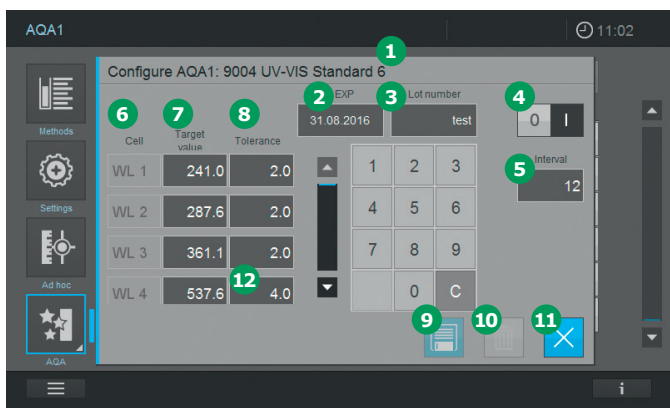 AQA1
11:02
1
Configure AQA1: 9004 UV-VIS Standard 6
2 EXP
3 Lot number
4
31.08.2016
test
0 I
6 7 8
Cell Target value Tolerance
5 Interval
12
WL 1 241.0 2.0
WL 2 287.6 2.0
WL 3 361.1 2.0
12
WL 4 537.6 4.0
1 2 3
4 5 6
7 8 9
0 C
9 10 11
Methods
Settings
Ad hoc
AQA
i